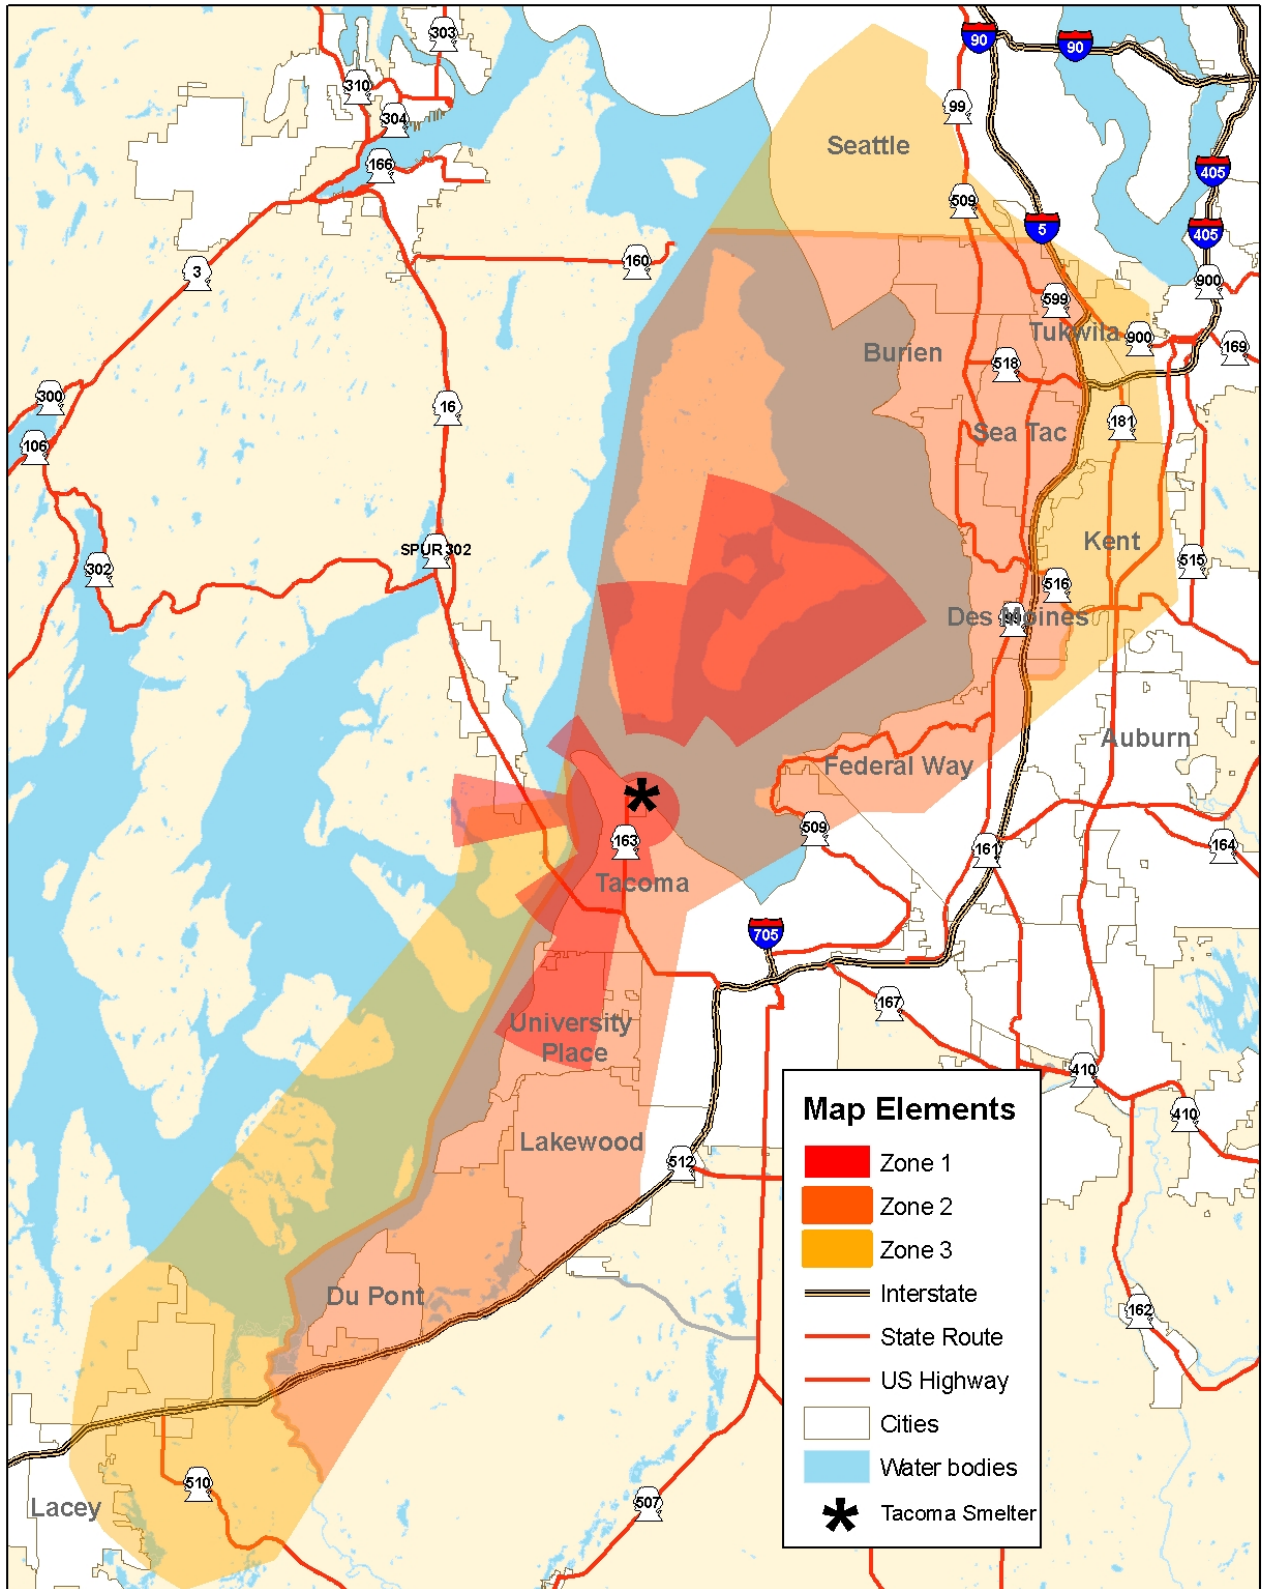 303
90
90
310
99
304
Seattle
166
405
509
5
405
160
3
900
599
Tukwila
900
169
Burien
518
300
16
181
Sea Tac
106
Kent
SPUR 302
515
302
516
Des Moines
99
Auburn
Federal Way
509
163
161
164
Tacoma
705
167
University
Place
410
Map Elements
410
Lakewood
512
Zone 1
Zone 2
Zone 3
Interstate
Du Pont
162
State Route
US Highway
Cities
Water bodies
510
Lacey
507
Tacoma Smelter